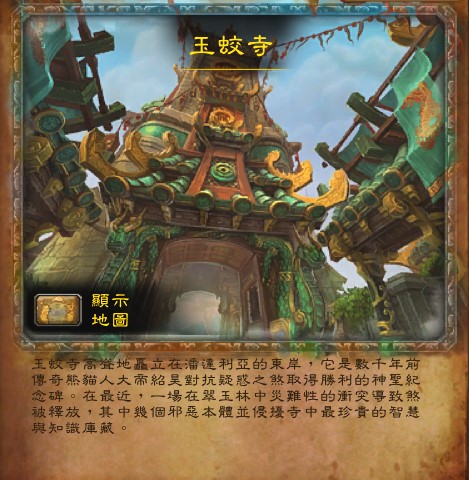 玉蛟寺
顯示
地圖
玉蛟寺高聳地矗立在潘達利亞的東岸，它是數千年前
傳奇熊貓人大帝紹昊對抗疑惑之煞取得勝利的神聖紀
念碑。在最近，一場在翠玉林中災難性的衝突導致煞
被釋放，其中幾個邪惡本體並侵擾寺中最珍貴的智慧
與知識庫藏。